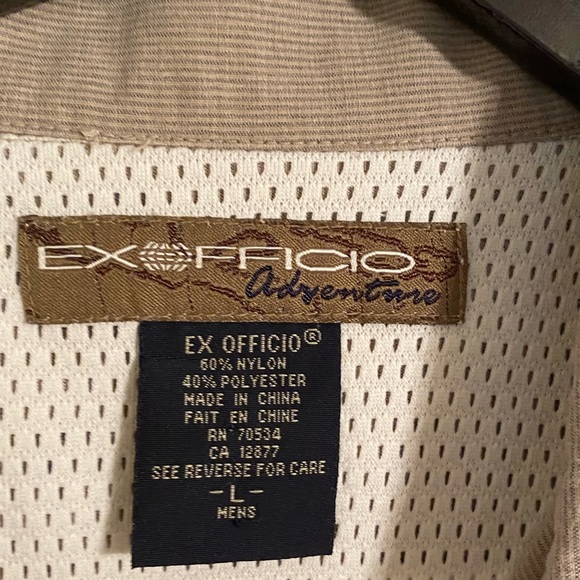 EXOFFICIO
Adventure
EX OFFICIO®
60% NYLON
40% POLYESTER
MADE IN CHINA
FAIT EN CHINE
RN 70534
CA 12877
SEE REVERSE FOR CARE
-L-
MENS